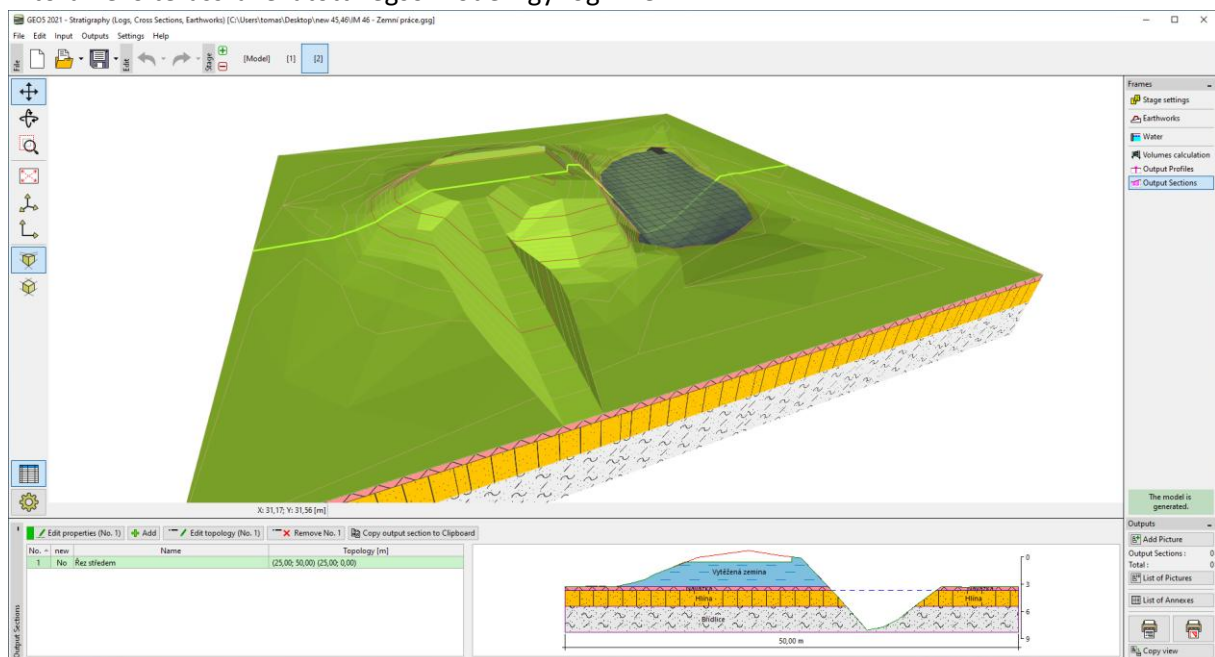 GEO5 2021 - Stratigraphy (Logs, Cross Sections, Earthworks) [C:\Users\tomas\Desktop\new 45,46\IM 46 - Zemní práce.gsg]
File Edit Input Outputs Settings Help
File
Edit
Stage
[Model] [1] [2]
Frames
Stage settings
Earthworks
Water
Volumes calculation
Output Profiles
Output Sections
X: 31,17; Y: 31,56 [m]
The model is
generated.
Edit properties (No. 1) Add Edit topology (No. 1) Remove No. 1 Copy output section to Clipboard
No. new Name Topology [m]
1 No Řez středem (25,00; 50,00) (25,00; 0,00)
Output Sections
Vytěžená zemina
Hlína
Hlína
Břidlice
0
3
6
9
50,00 m
Outputs
Add Picture
Output Sections : 0
Total : 0
List of Pictures
List of Annexes
Copy view